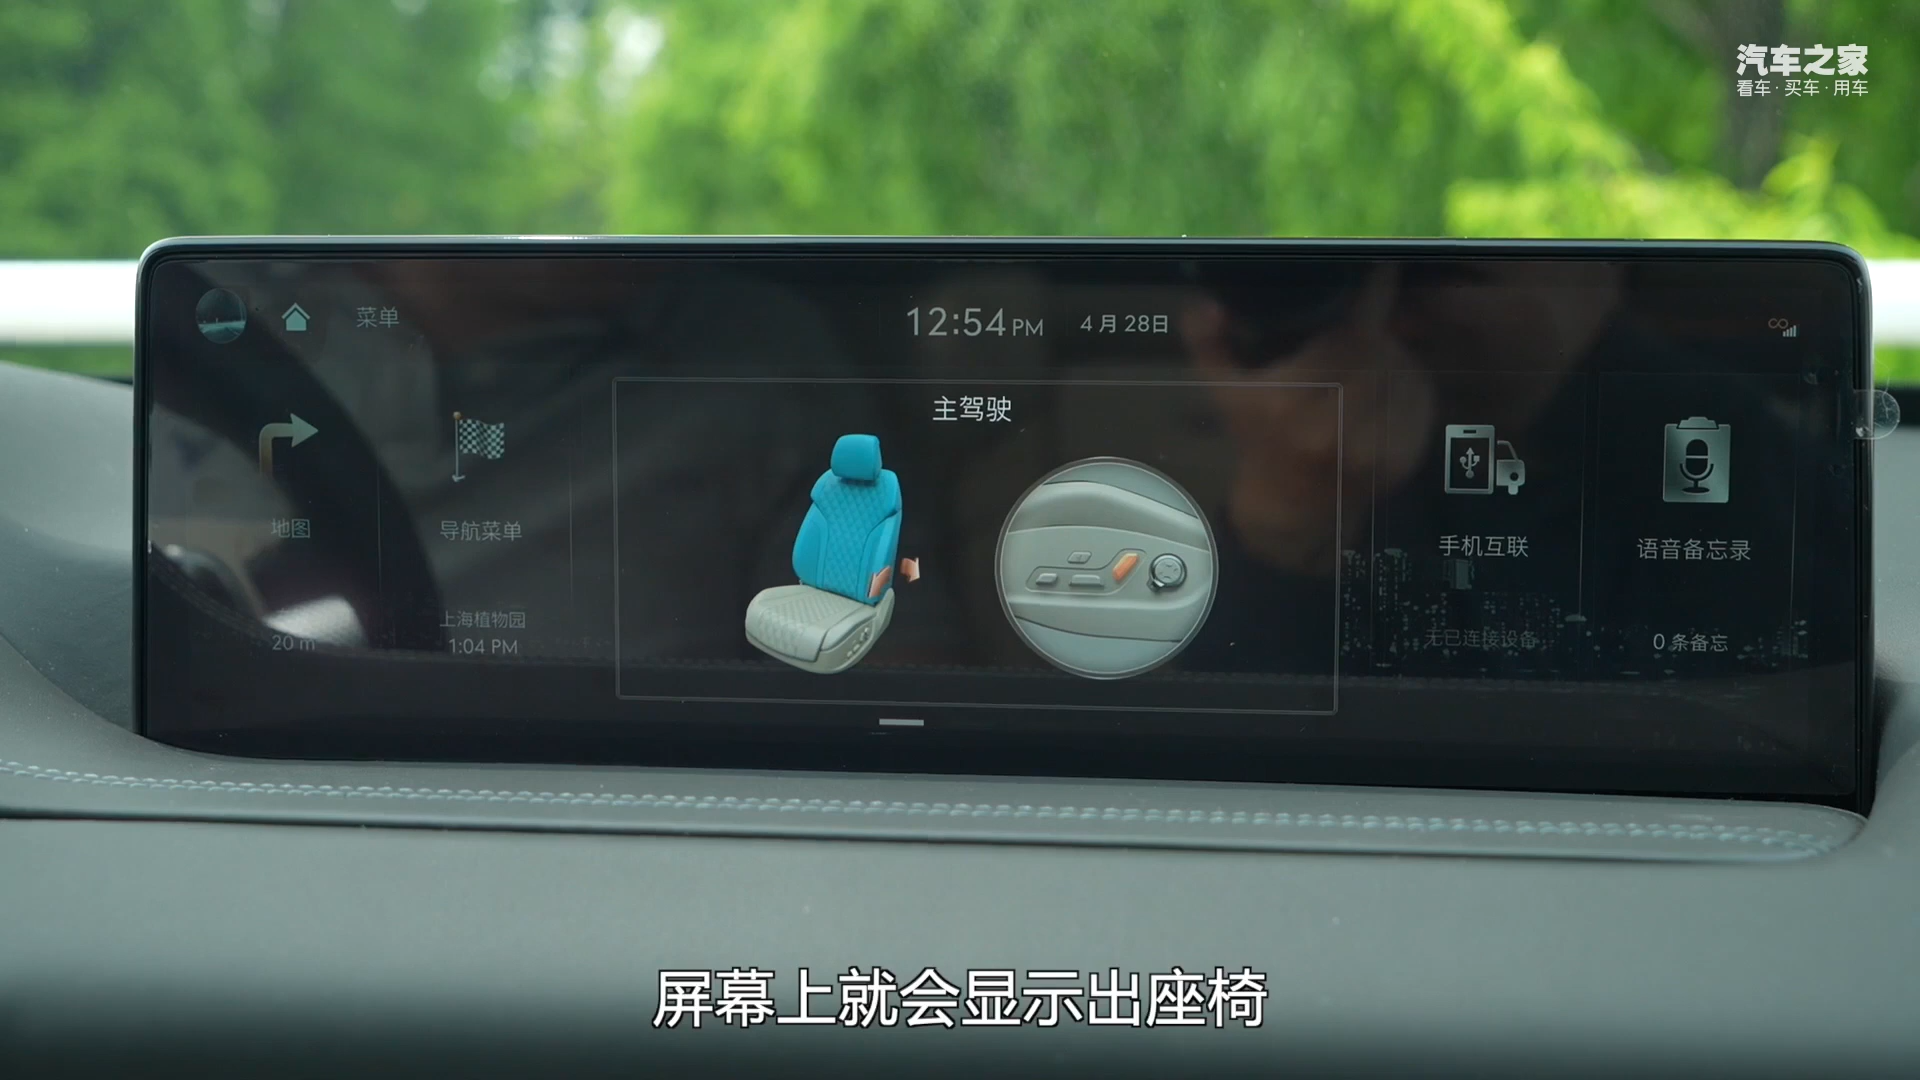 汽车之家
看车·买车·用车
菜单
12:54 PM 4月28日
主驾驶
地图
导航菜单
手机互联
语音备忘录
20 m
上海植物园
1:04 PM
无已连接设备
0 条备忘
屏幕上就会显示出座椅